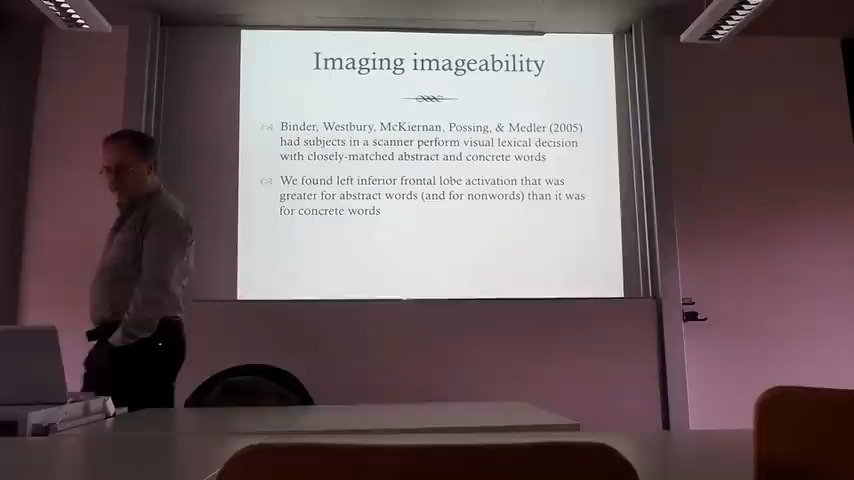 Imaging imageability
Binder, Westbury, McKiernan, Possing, & Medler (2005)
had subjects in a scanner perform visual lexical decision
with closely-matched abstract and concrete words
We found left inferior frontal lobe activation that was
greater for abstract words (and for nonwords) than it was
for concrete words